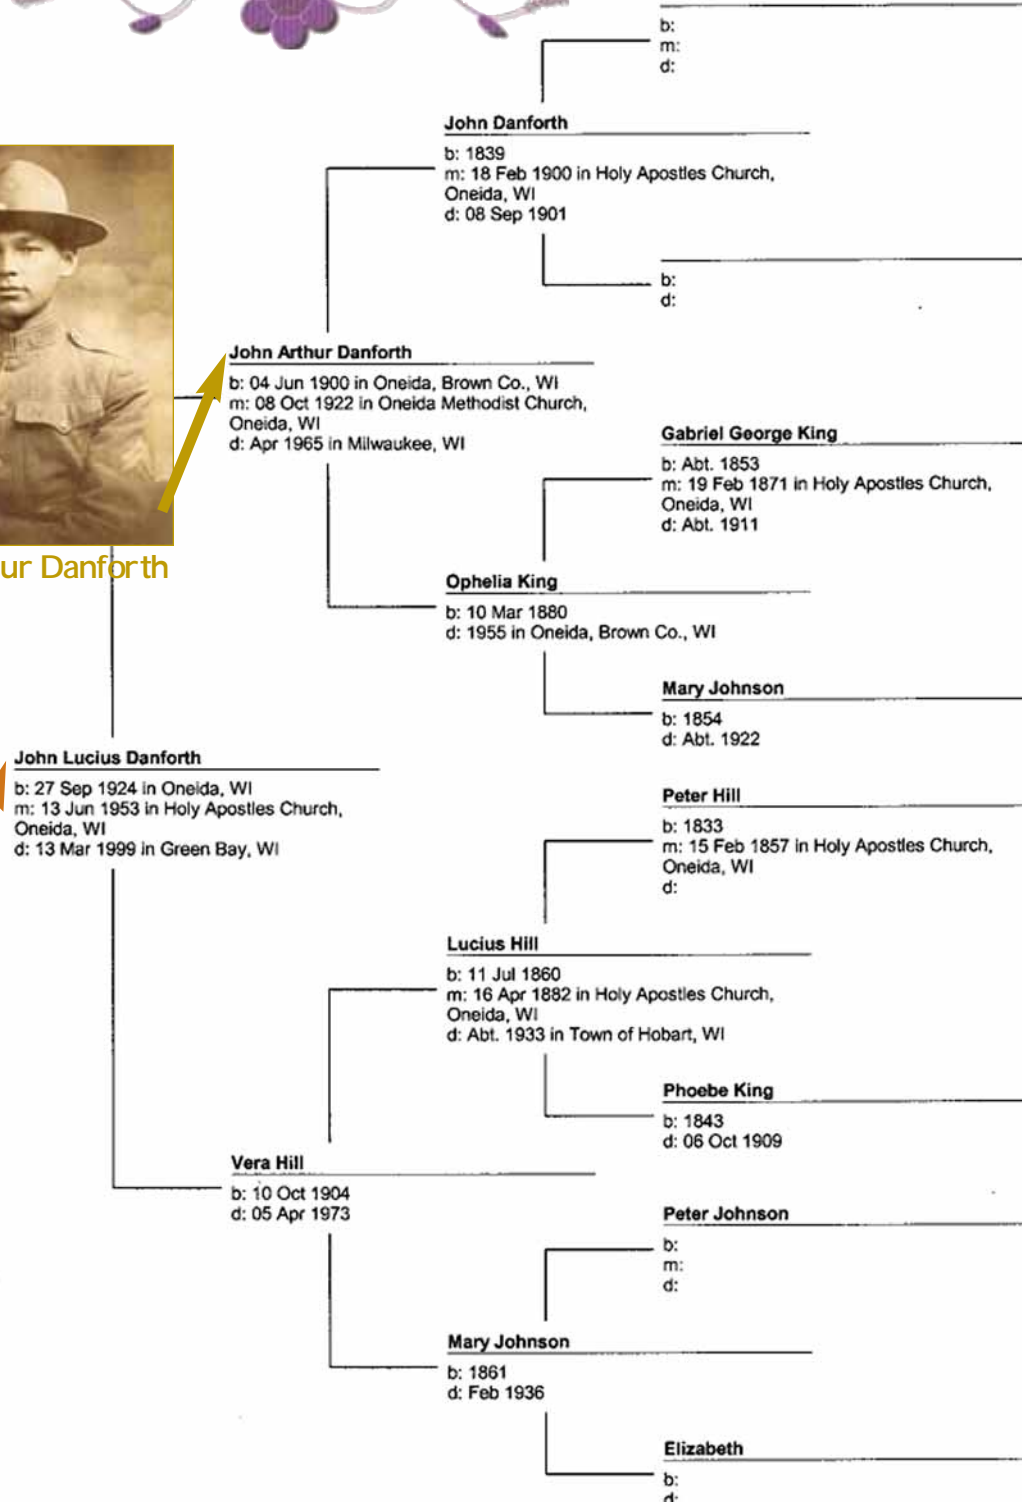 b:
m:
d:
John Danforth
b: 1839
m: 18 Feb 1900 in Holy Apostles Church,
Oneida, WI
d: 08 Sep 1901
b:
d:
John Arthur Danforth
b: 04 Jun 1900 in Oneida, Brown Co., WI
m: 08 Oct 1922 in Oneida Methodist Church,
Oneida, WI
d: Apr 1965 in Milwaukee, WI
Gabriel George King
b: Abt. 1853
m: 19 Feb 1871 in Holy Apostles Church,
Oneida, WI
d: Abt. 1911
ur Danforth
Ophelia King
b: 10 Mar 1880
d: 1955 in Oneida, Brown Co., WI
Mary Johnson
b: 1854
d: Abt. 1922
John Lucius Danforth
b: 27 Sep 1924 in Oneida, WI
m: 13 Jun 1953 in Holy Apostles Church,
Oneida, WI
d: 13 Mar 1999 in Green Bay, WI
Peter Hill
b: 1833
m: 15 Feb 1857 in Holy Apostles Church,
Oneida, WI
d:
Lucius Hill
b: 11 Jul 1860
m: 16 Apr 1882 in Holy Apostles Church,
Oneida, WI
d: Abt. 1933 in Town of Hobart, WI
Phoebe King
b: 1843
d: 06 Oct 1909
Vera Hill
b: 10 Oct 1904
d: 05 Apr 1973
Peter Johnson
b:
m:
d:
Mary Johnson
b: 1861
d: Feb 1936
Elizabeth
b:
d: